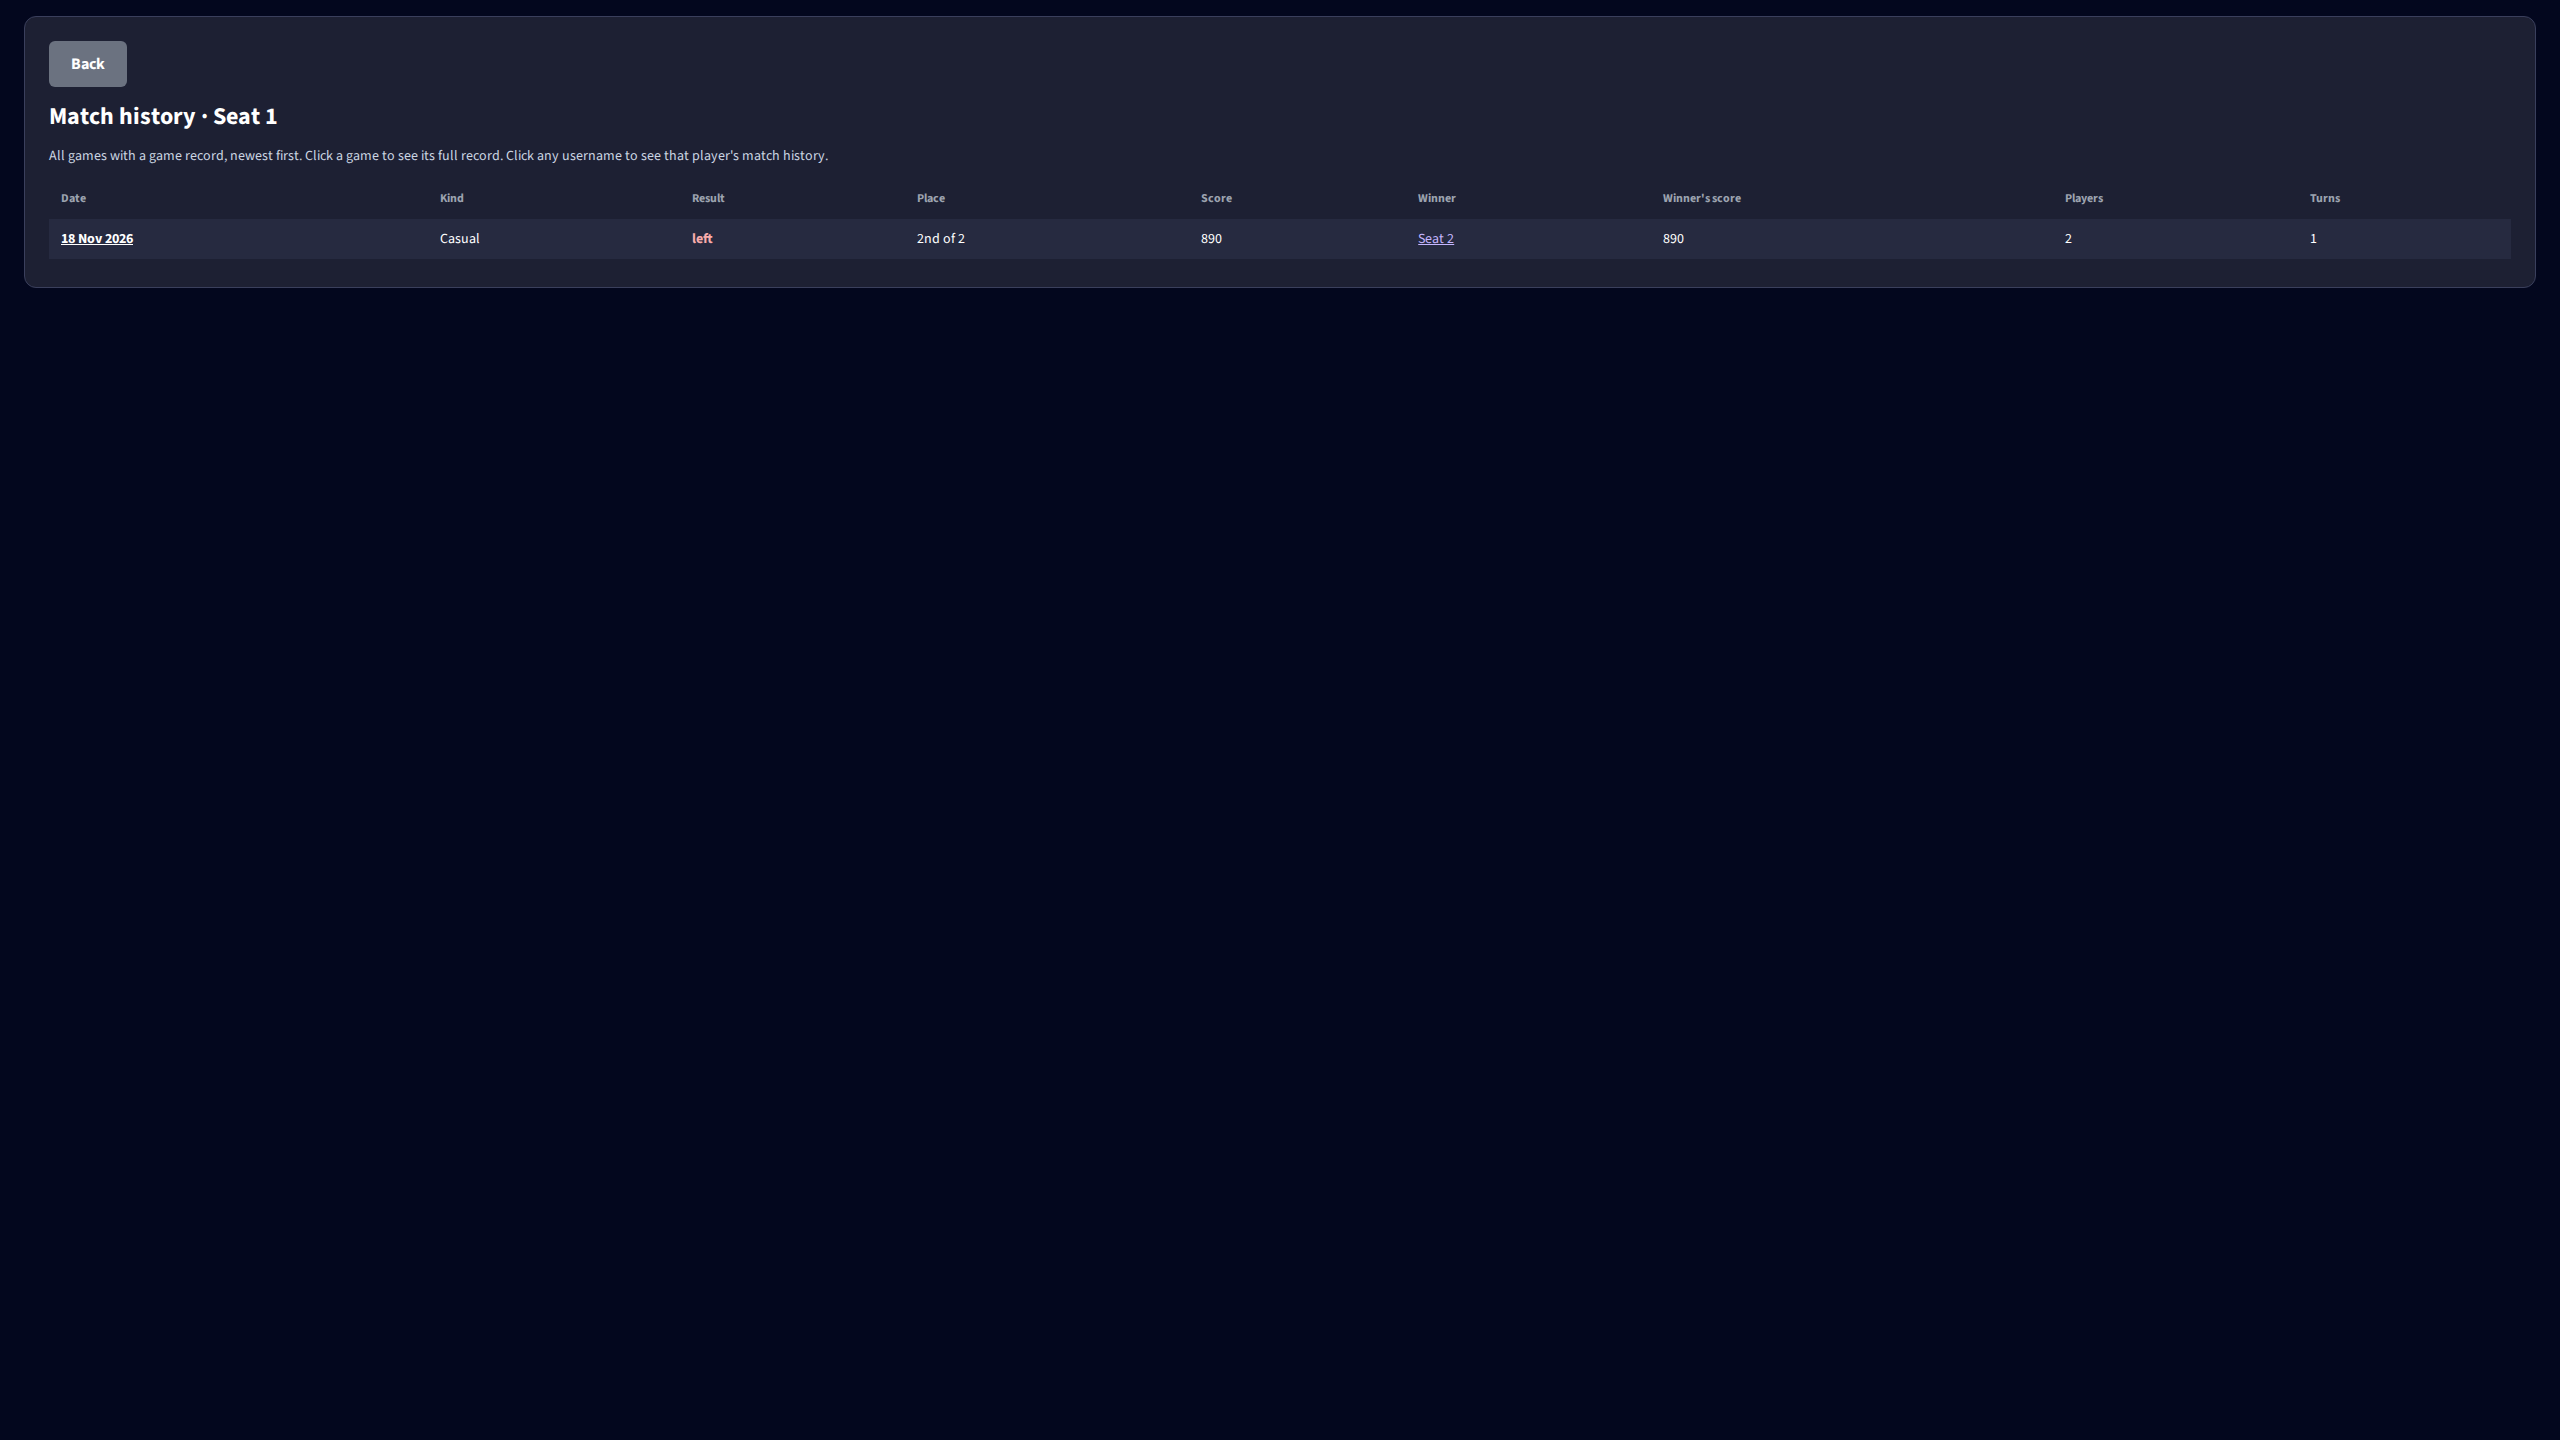 Back
Match history · Seat 1
All games with a game record, newest first. Click a game to see its full record. Click any username to see that player's match history.
Date Kind Result Place Score Winner Winner's score Players Turns
18 Nov 2026 Casual left 2nd of 2 890 Seat 2 890 2 1